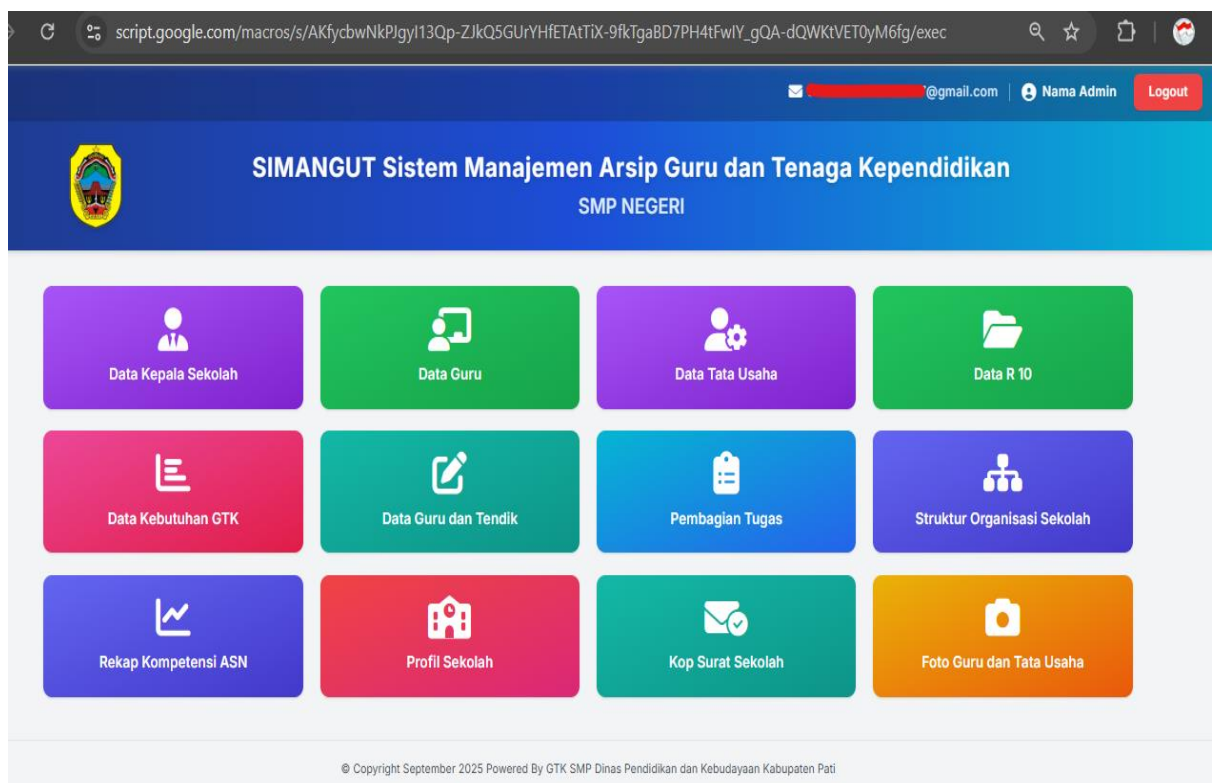 script.google.com/macros/s/AKfycbwNkPJgyI13Qp-ZJkQ5GUrYHfETAtTiX-9fkTgaBD7PH4tFwIY_gQA-dQWKtVET0yM6fg/exec
@gmail.com Nama Admin Logout
SIMANGUT Sistem Manajemen Arsip Guru dan Tenaga Kependidikan
SMP NEGERI
Data Kepala Sekolah Data Guru Data Tata Usaha Data R 10
Data Kebutuhan GTK Data Guru dan Tendik Pembagian Tugas Struktur Organisasi Sekolah
Rekap Kompetensi ASN Profil Sekolah Kop Surat Sekolah Foto Guru dan Tata Usaha
© Copyright September 2025 Powered By GTK SMP Dinas Pendidikan dan Kebudayaan Kabupaten Pati